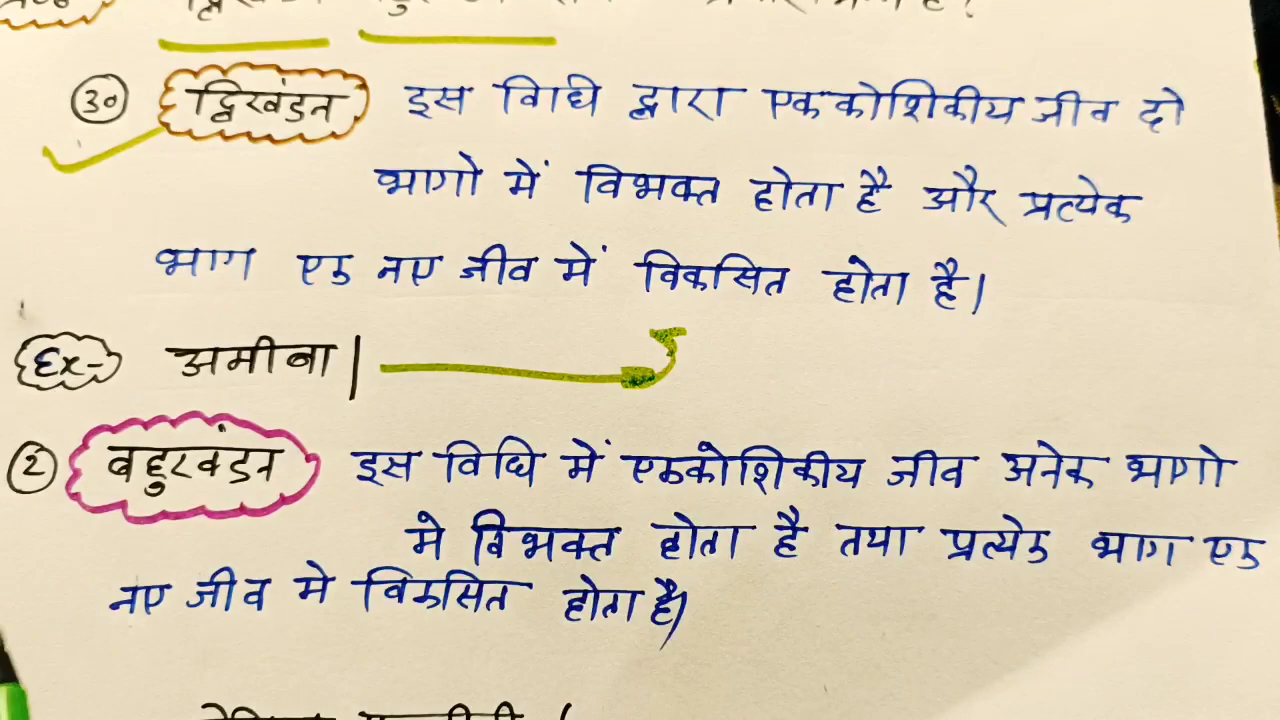 30 द्विखंडन इस विधि द्वारा एककोशिकीय जीव दो
भागो में विभक्त होता है और प्रत्येक
भाग एक नए जीव में विकसित होता है।
Ex- अमीबा।
2 बहुखंडन इस विधि में एककोशिकीय जीव अनेक भागो
मे विभक्त होता है तथा प्रत्येक भाग एक
नए जीव मे विकसित होता है।